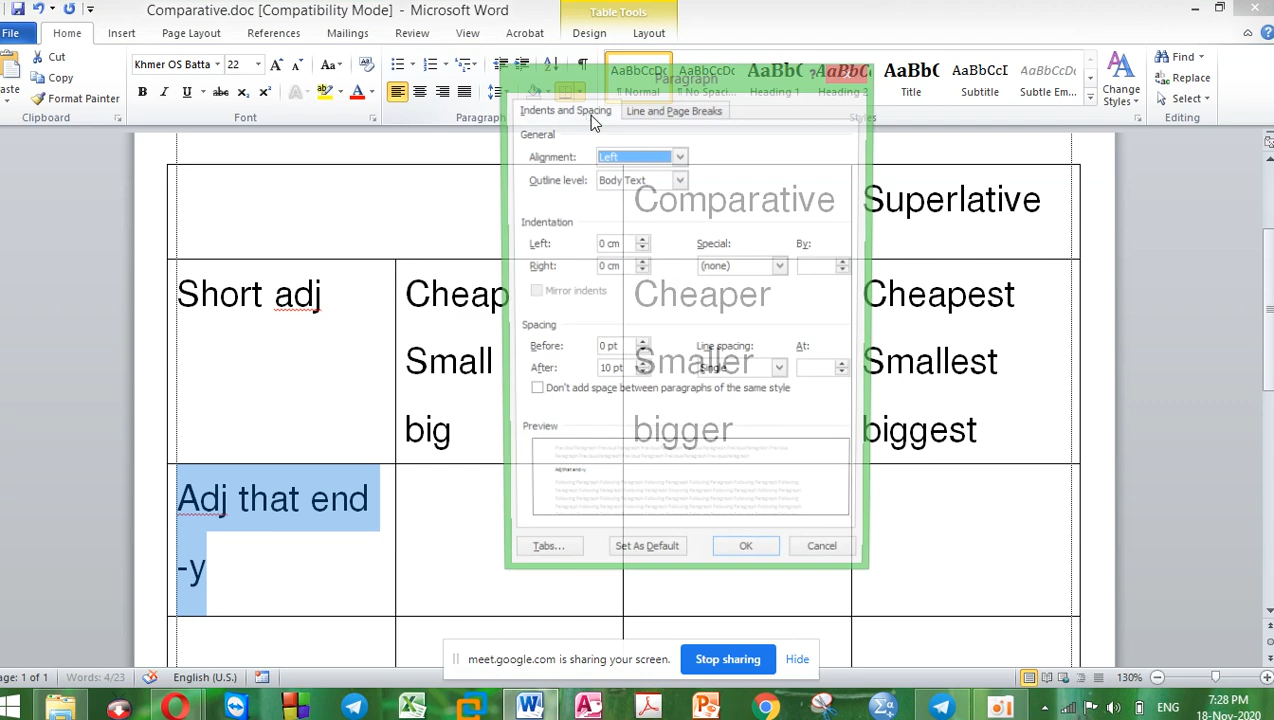 Comparative.doc [Compatibility Mode] - Microsoft Word
Table Tools
File Home Insert Page Layout References Mailings Review View Acrobat Design Layout
Cut
Copy
Format Painter
Clipboard
Khmer OS Batta 22
Font
Paragraph
AaBbCcDc
Normal
AaBbCcDc
No Spaci...
AaBbC
Heading 1
AaBbC
Heading 2
AaBb(
Title
AaBbCcI
Subtitle
AaBbCcDc
Subtle Em...
Change
Styles
Styles
Find
Replace
Select
Editing
Paragraph
Indents and Spacing Line and Page Breaks
General
Alignment: Left
Outline level: Body Text
Indentation
Left: 0 cm Special: By:
Right: 0 cm (none)
Mirror indents
Spacing
Before: 0 pt Line spacing: At:
After: 10 pt Single
Don't add space between paragraphs of the same style
Preview
Adj that end -y
Tabs... Set As Default OK Cancel
Comparative Superlative
Short adj Cheap Cheaper Cheapest
Small Smaller Smallest
big bigger biggest
Adj that end
-y
meet.google.com is sharing your screen. Stop sharing Hide
age: 1 of 1 Words: 4/23 English (U.S.) 130%
ENG
7:28 PM
18-Nov-2020